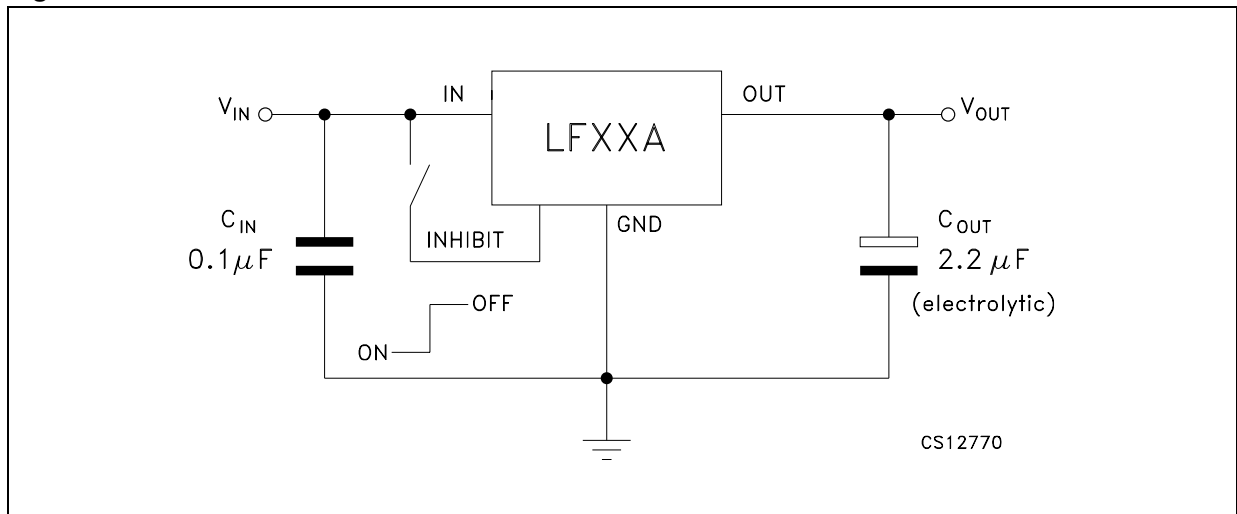 IN
OUT
V_IN
V_OUT
LFXXA
GND
C_IN
0.1μF
INHIBIT
C_OUT
2.2 μF
(electrolytic)
OFF
ON
CS12770